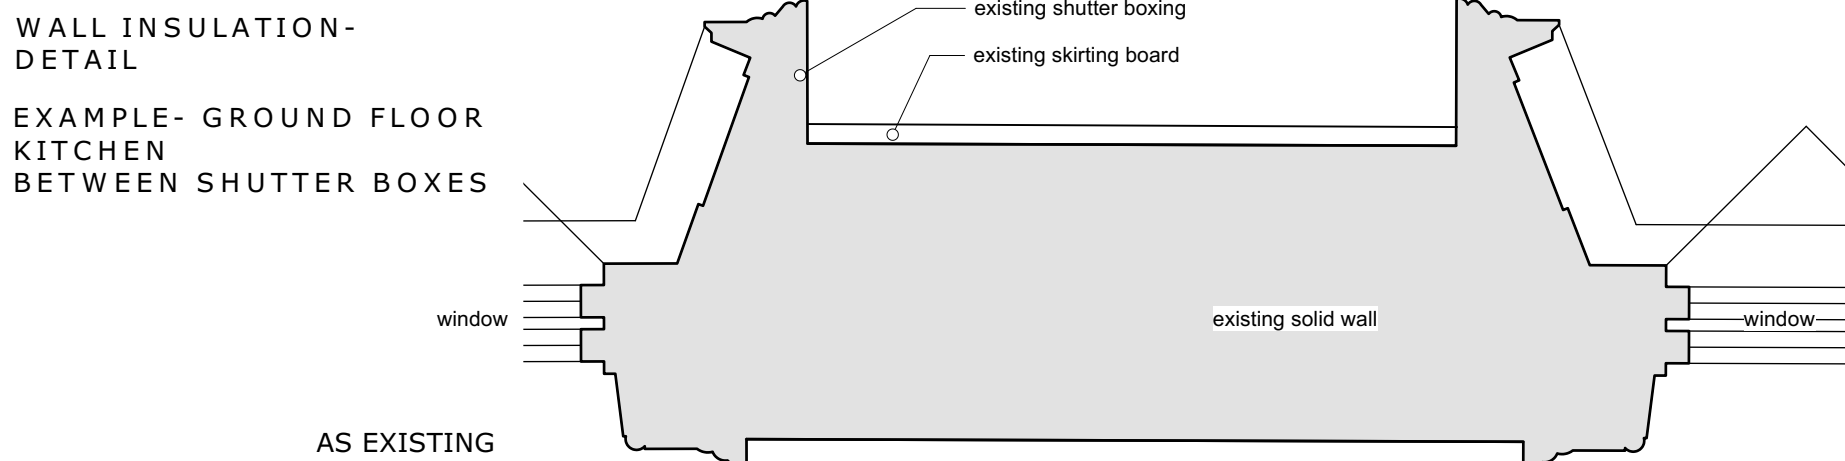 WALL INSULATION-
DETAIL
EXAMPLE- GROUND FLOOR
KITCHEN
BETWEEN SHUTTER BOXES
existing shutter boxing
existing skirting board
window
existing solid wall
window
AS EXISTING